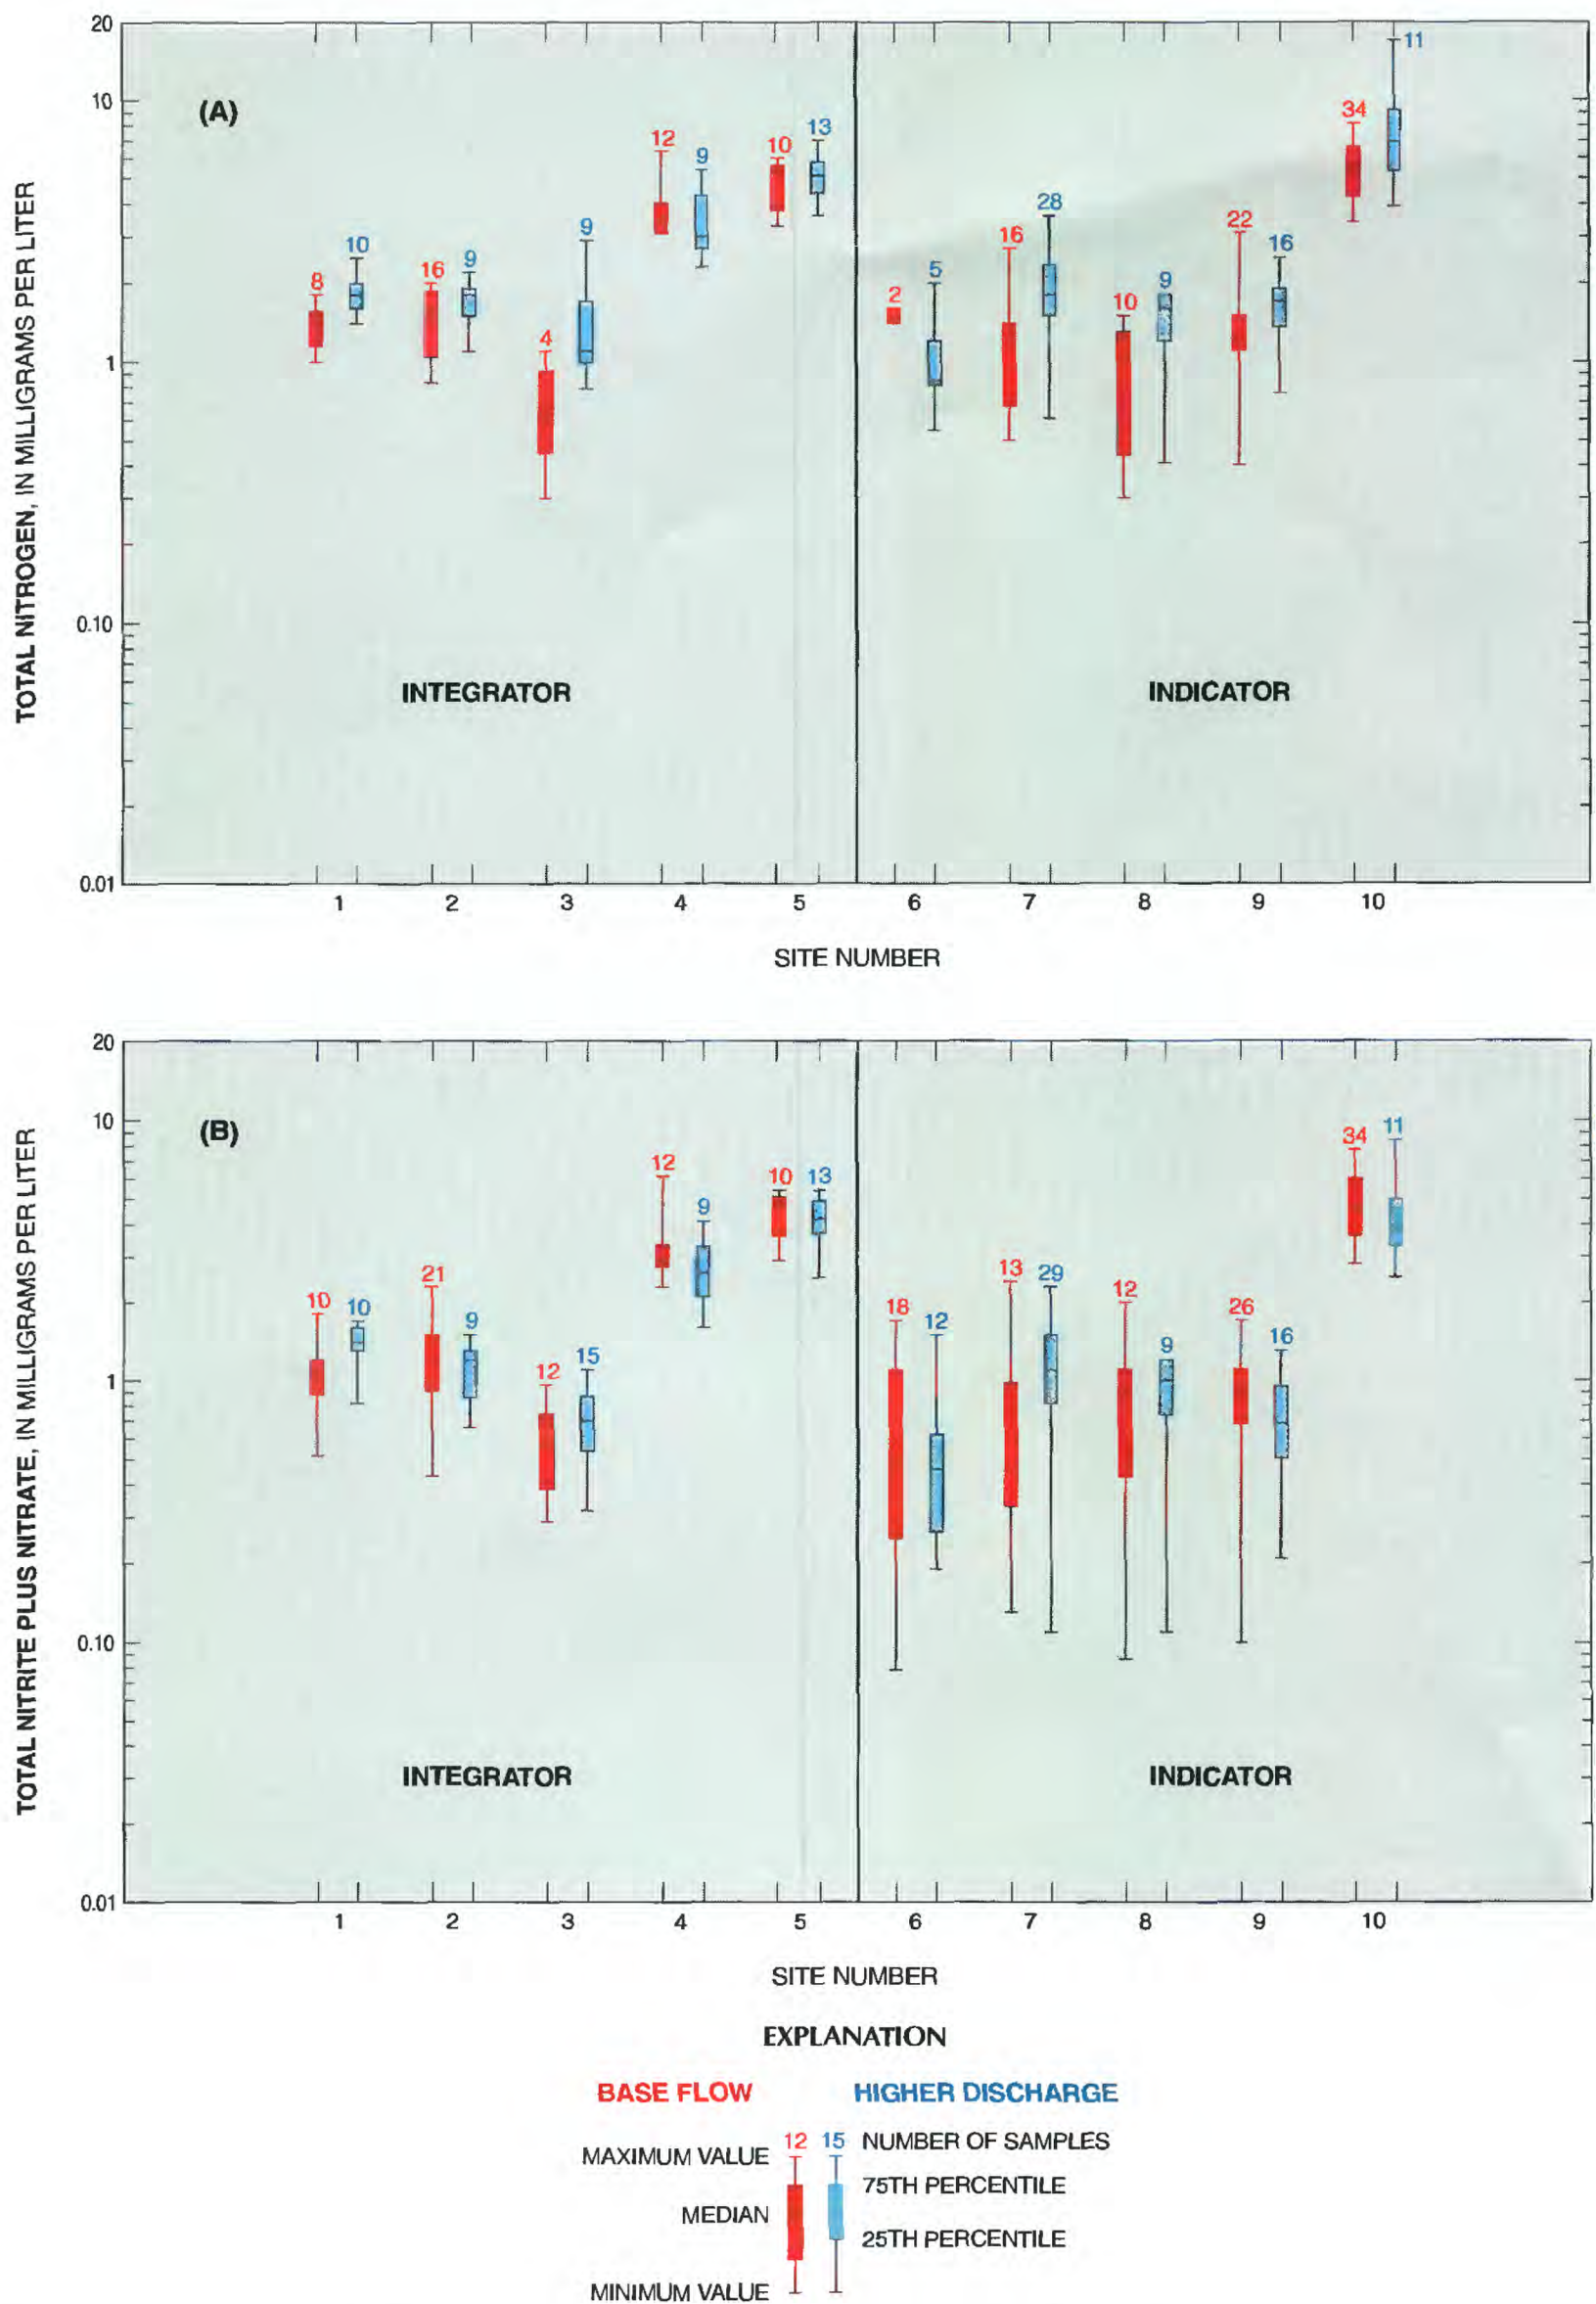 20
10
1
0.10
0.01
TOTAL NITROGEN, IN MILLIGRAMS PER LITER
(A)
8 10 16 9 4 9 12 9 10 13 2 5 16 28 10 9 22 16 34 11
INTEGRATOR INDICATOR
1 2 3 4 5 6 7 8 9 10
SITE NUMBER
20
10
1
0.10
0.01
TOTAL NITRITE PLUS NITRATE, IN MILLIGRAMS PER LITER
(B)
10 10 21 9 12 15 12 9 10 13 18 12 13 29 12 9 26 16 34 11
INTEGRATOR INDICATOR
1 2 3 4 5 6 7 8 9 10
SITE NUMBER
EXPLANATION
BASE FLOW HIGHER DISCHARGE
12 15 NUMBER OF SAMPLES
MAXIMUM VALUE
75TH PERCENTILE
MEDIAN
25TH PERCENTILE
MINIMUM VALUE